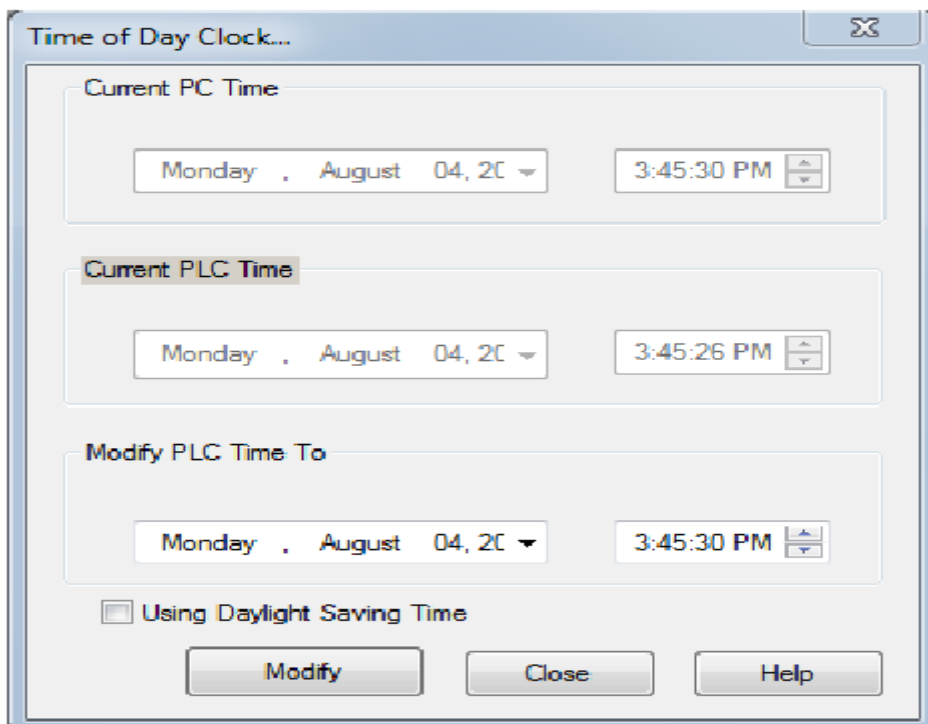 Time of Day Clock....
Current PC Time
Monday , August 04, 20 3:45:30 PM
Current PLC Time
Monday , August 04, 20 3:45:26 PM
Modify PLC Time To
Monday , August 04, 20 3:45:30 PM
Using Daylight Saving Time
Modify Close Help